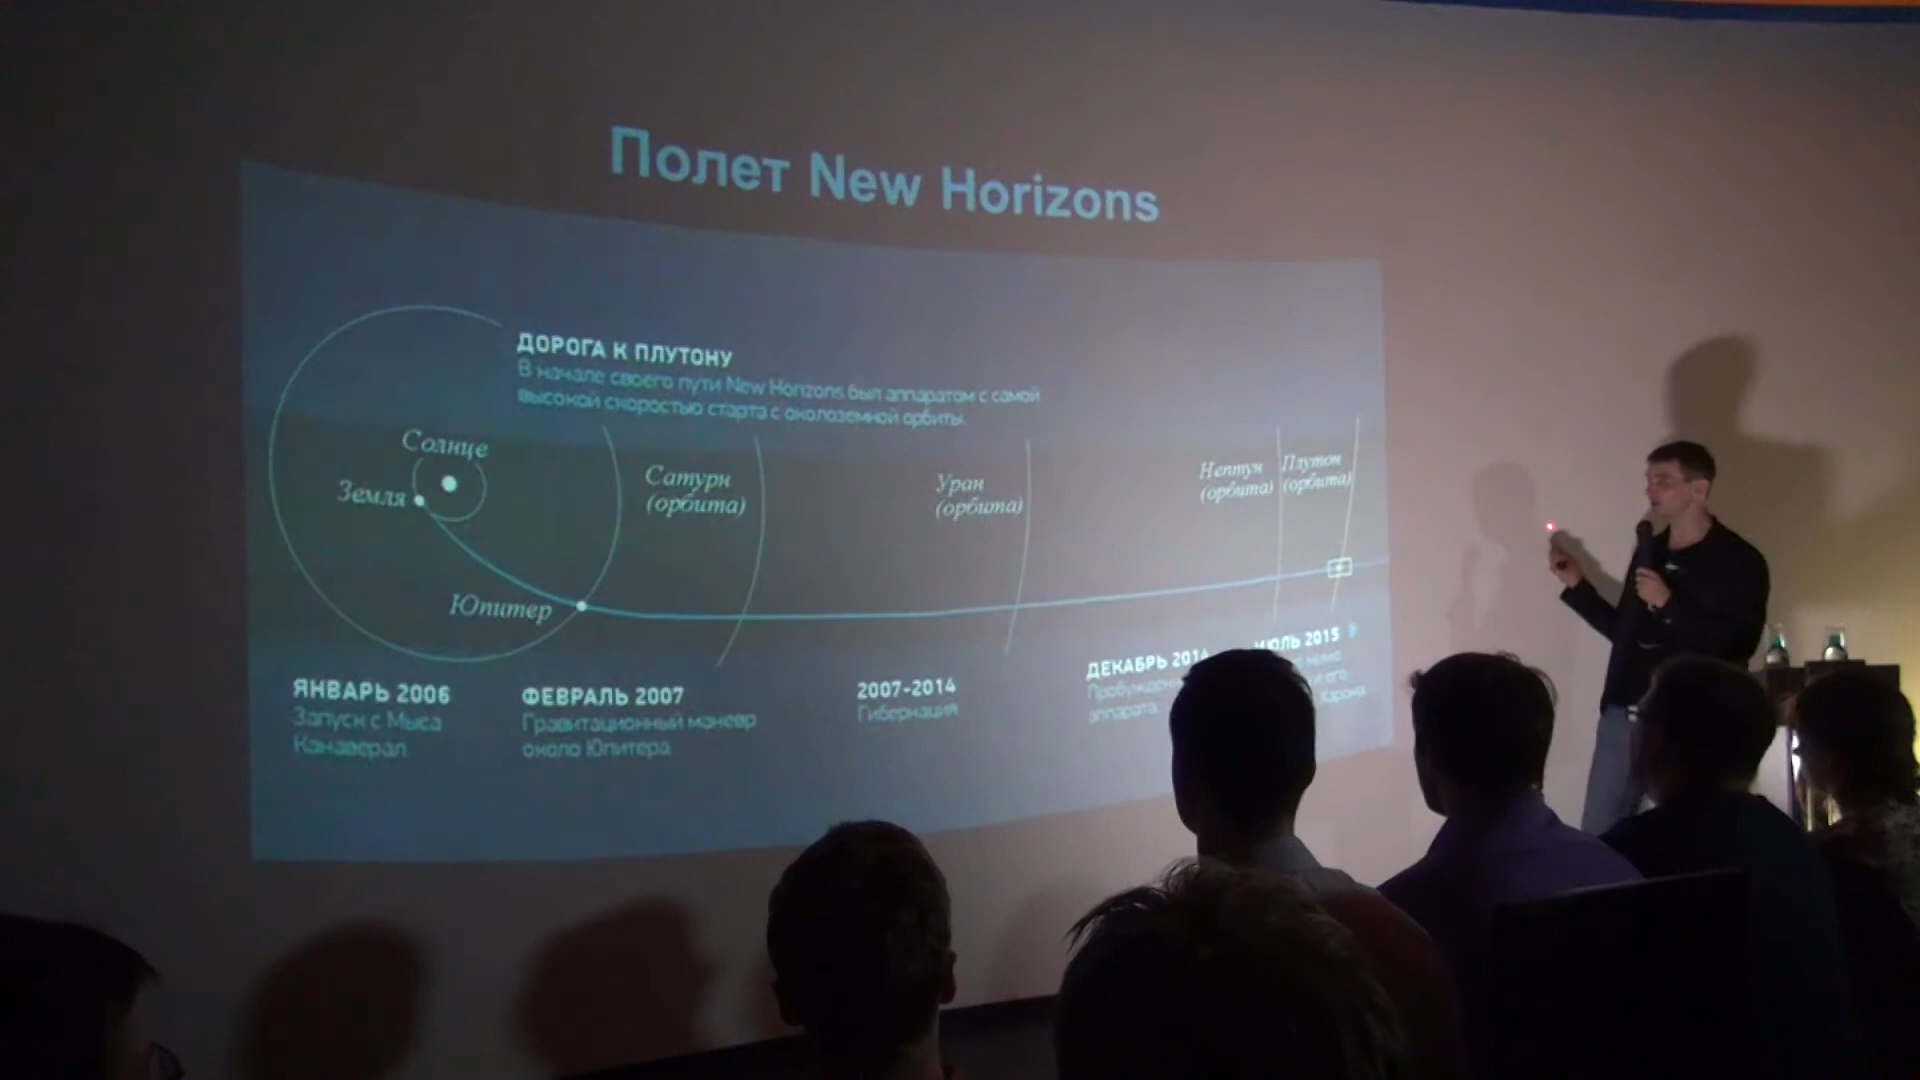 Полет New Horizons
ДОРОГА К ПЛУТОНУ
В начале своего пути New Horizons был аппаратом с самой
высокой скоростью старта с околоземной орбиты.
Солнце
Земля
Юпитер
Сатурн
(орбита)
Уран
(орбита)
Нептун
(орбита)
Плутон
(орбита)
ЯНВАРЬ 2006
Запуск с Мыса
Канаверал
ФЕВРАЛЬ 2007
Гравитационный маневр
около Юпитера
2007-2014
Гибернация
ДЕКАБРЬ 2014
аппарата
ИЮЛЬ 2015
и его
Харона